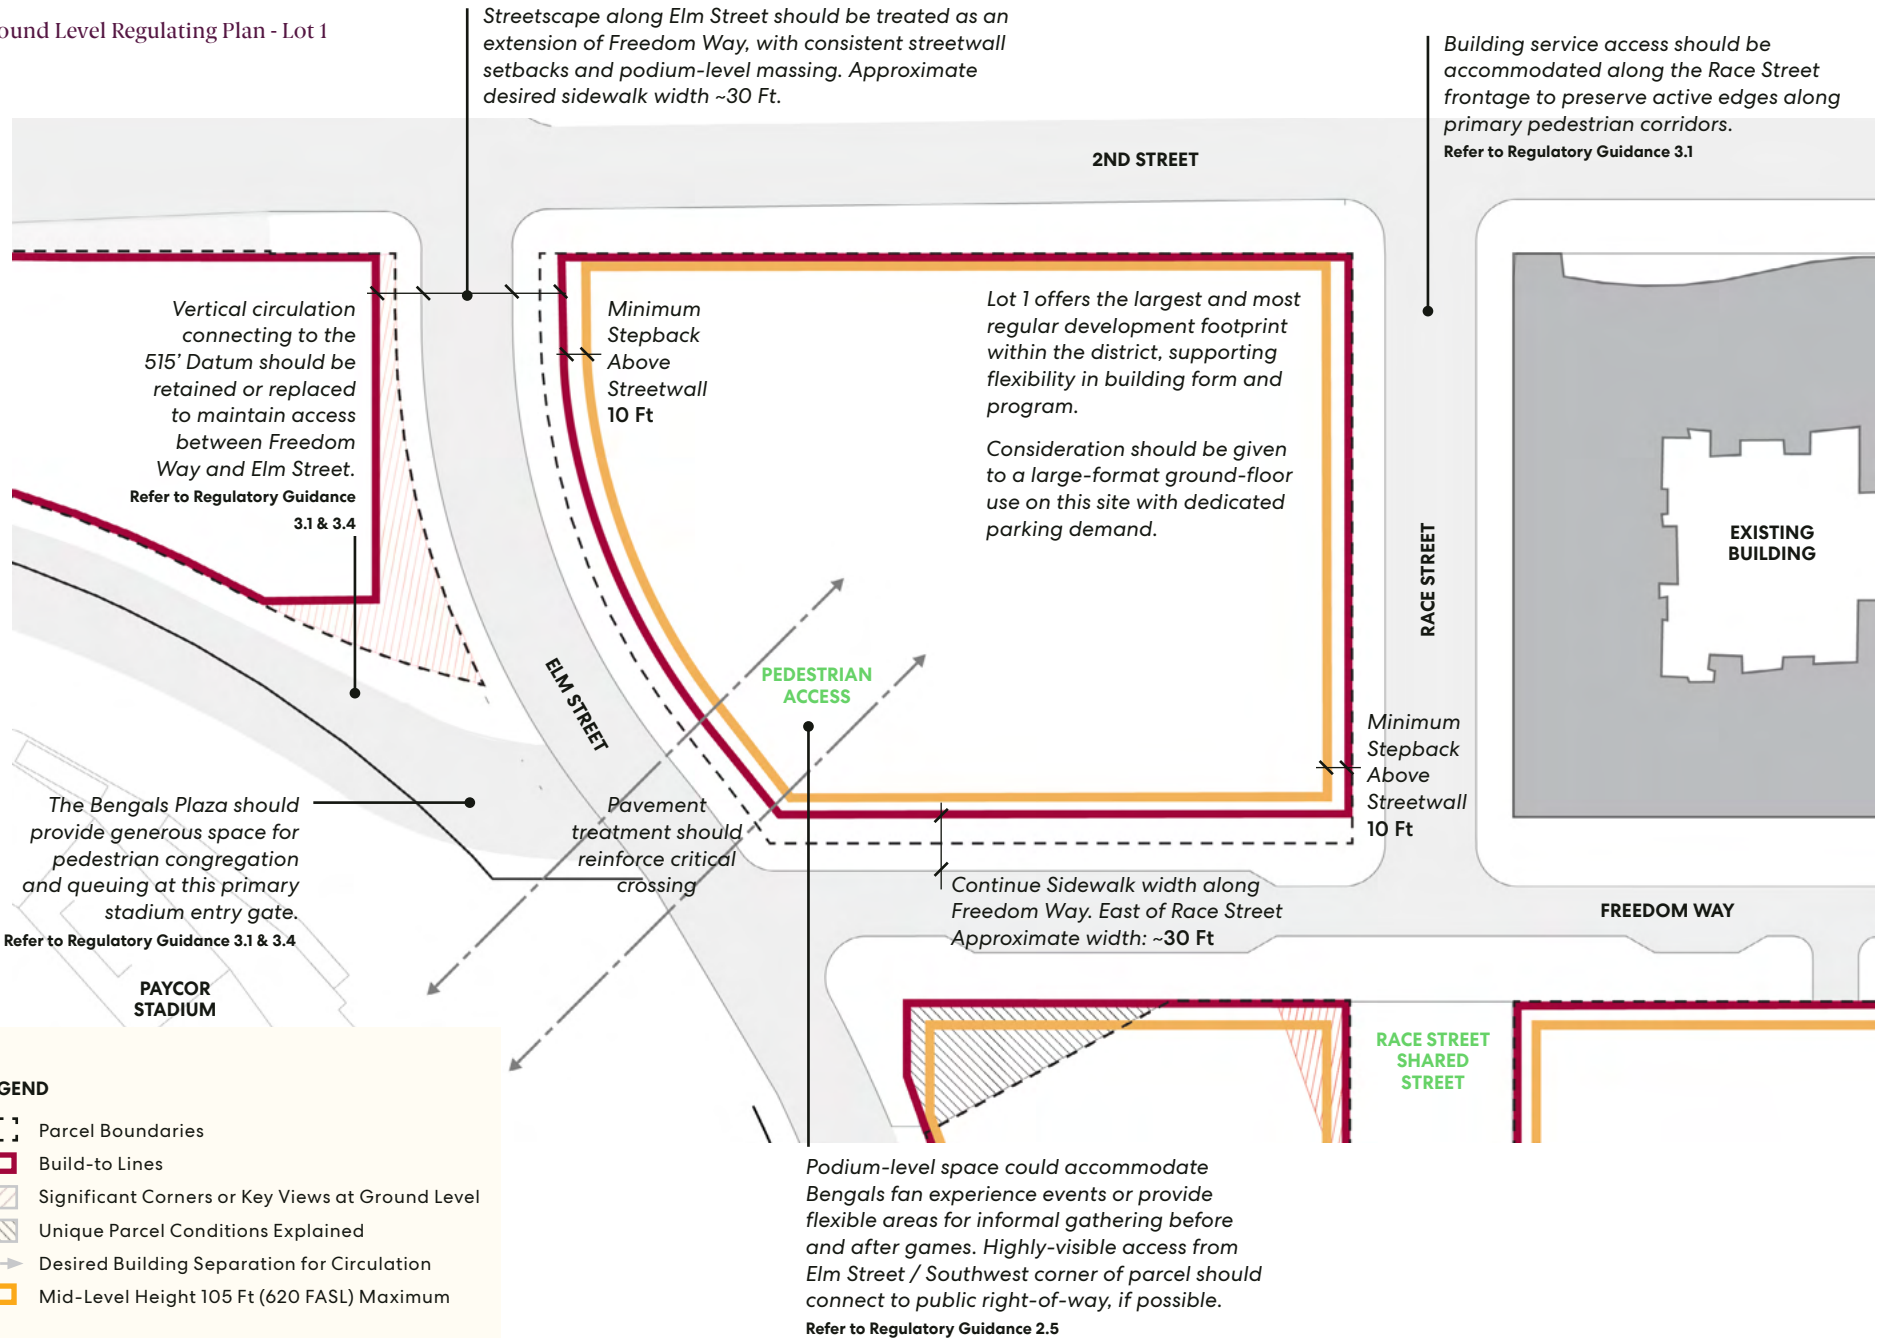 ound Level Regulating Plan - Lot 1
Streetscape along Elm Street should be treated as an
extension of Freedom Way, with consistent streetwall
setbacks and podium-level massing. Approximate
desired sidewalk width ~30 Ft.
Building service access should be
accommodated along the Race Street
frontage to preserve active edges along
primary pedestrian corridors.
Refer to Regulatory Guidance 3.1
2ND STREET
Vertical circulation
connecting to the
515’ Datum should be
retained or replaced
to maintain access
between Freedom
Way and Elm Street.
Refer to Regulatory Guidance
3.1 & 3.4
Minimum
Stepback
Above
Streetwall
10 Ft
Lot 1 offers the largest and most
regular development footprint
within the district, supporting
flexibility in building form and
program.
Consideration should be given
to a large-format ground-floor
use on this site with dedicated
parking demand.
RACE STREET
EXISTING
BUILDING
ELM STREET
PEDESTRIAN
ACCESS
Minimum
Stepback
Above
Streetwall
10 Ft
The Bengals Plaza should
provide generous space for
pedestrian congregation
and queuing at this primary
stadium entry gate.
Refer to Regulatory Guidance 3.1 & 3.4
Pavement
treatment should
reinforce critical
crossing
Continue Sidewalk width along
Freedom Way. East of Race Street
Approximate width: ~30 Ft
FREEDOM WAY
PAYCOR
STADIUM
RACE STREET
SHARED
STREET
GEND
Parcel Boundaries
Build-to Lines
Significant Corners or Key Views at Ground Level
Unique Parcel Conditions Explained
Desired Building Separation for Circulation
Mid-Level Height 105 Ft (620 FASL) Maximum
Podium-level space could accommodate
Bengals fan experience events or provide
flexible areas for informal gathering before
and after games. Highly-visible access from
Elm Street / Southwest corner of parcel should
connect to public right-of-way, if possible.
Refer to Regulatory Guidance 2.5